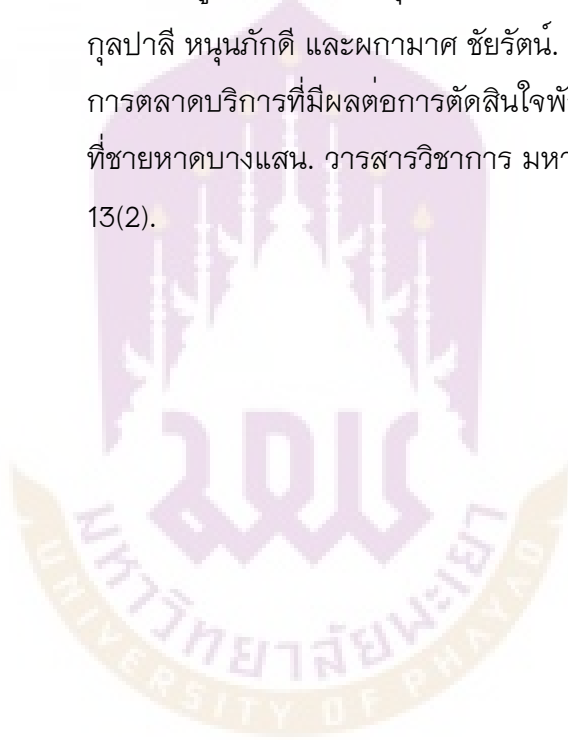 กุลปาลี หนุนภักดี และผกามาศ ชัยรัตน์.
การตลาดบริการที่มีผลต่อการตัดสินใจ
ที่ชายหาดบางแสน. วารสารวิชาการ
13(2).
มพ
มหาวิทยาลัยพะเยา
UNIVERSITY OF PHAYAO